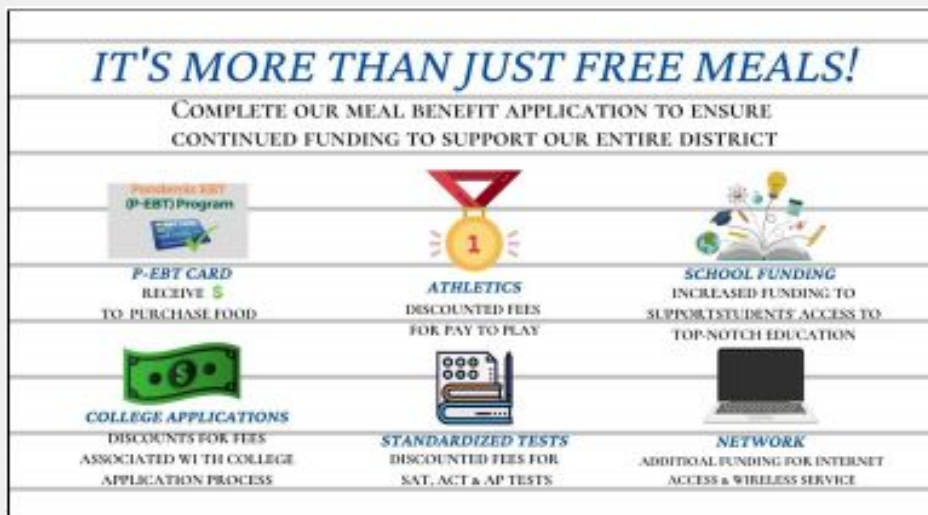 IT'S MORE THAN JUST FREE MEALS!
COMPLETE OUR MEAL BENEFIT APPLICATION TO ENSURE
CONTINUED FUNDING TO SUPPORT OUR ENTIRE DISTRICT
Pandemic EBT
(P-EBT) Program
P-EBT CARD
RECEIVE $
TO PURCHASE FOOD
1
ATHLETICS
DISCOUNTED FEES
FOR PAY TO PLAY
SCHOOL FUNDING
INCREASED FUNDING TO
SUPPORTSTUDENTS' ACCESS TO
TOP-NOTCH EDUCATION
$
COLLEGE APPLICATIONS
DISCOUNTS FOR FEES
ASSOCIATED WI TH COLLEGE
APPLICATION PROCESS
STANDARDIZED TESTS
DISCOUNTED FEES FOR
SAT, ACT & AP TESTS
NETWORK
ADDITIOAL FUNDING FOR INTERNET
ACCESS & WIRELESS SERVICE